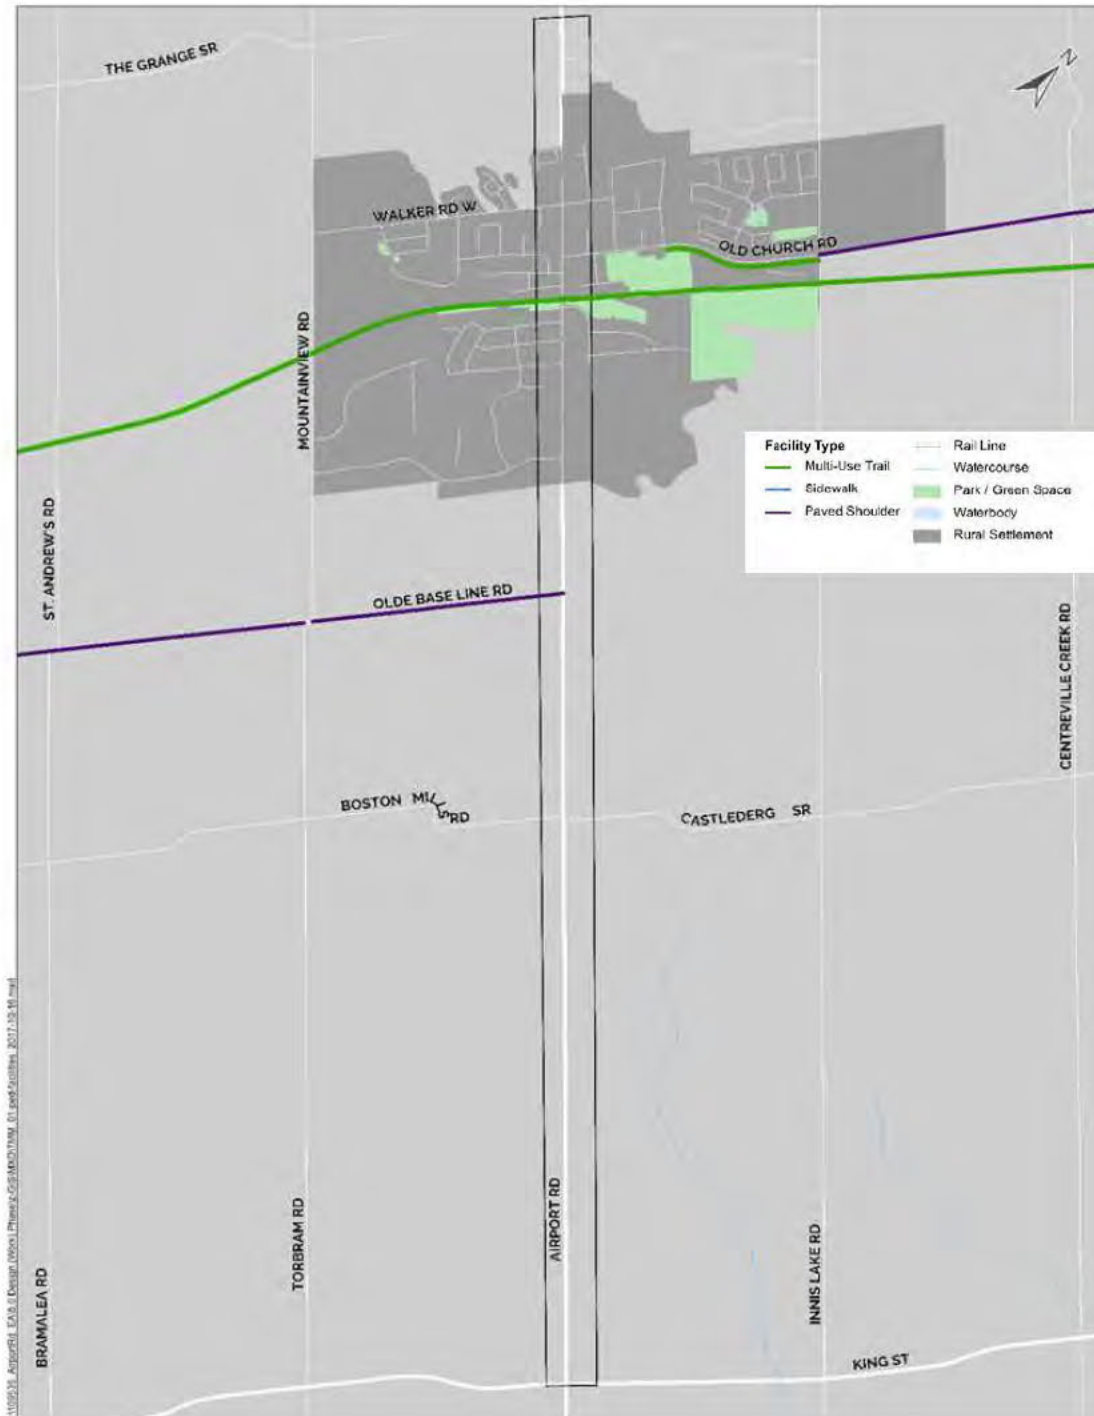 THE GRANGE SR
N
WALKER RD W
OLD CHURCH RD
MOUNTAINVIEW RD
Facility Type
Multi-Use Trail
Sidewalk
Paved Shoulder
Rail Line
Watercourse
Park / Green Space
Waterbody
Rural Settlement
ST. ANDREW'S RD
OLDE BASE LINE RD
CENTREVILLE CREEK RD
BOSTON MILLS RD
CASTLEDERG SR
AIRPORT RD
TORBRAM RD
INNIS LAKE RD
BRAMALEA RD
KING ST